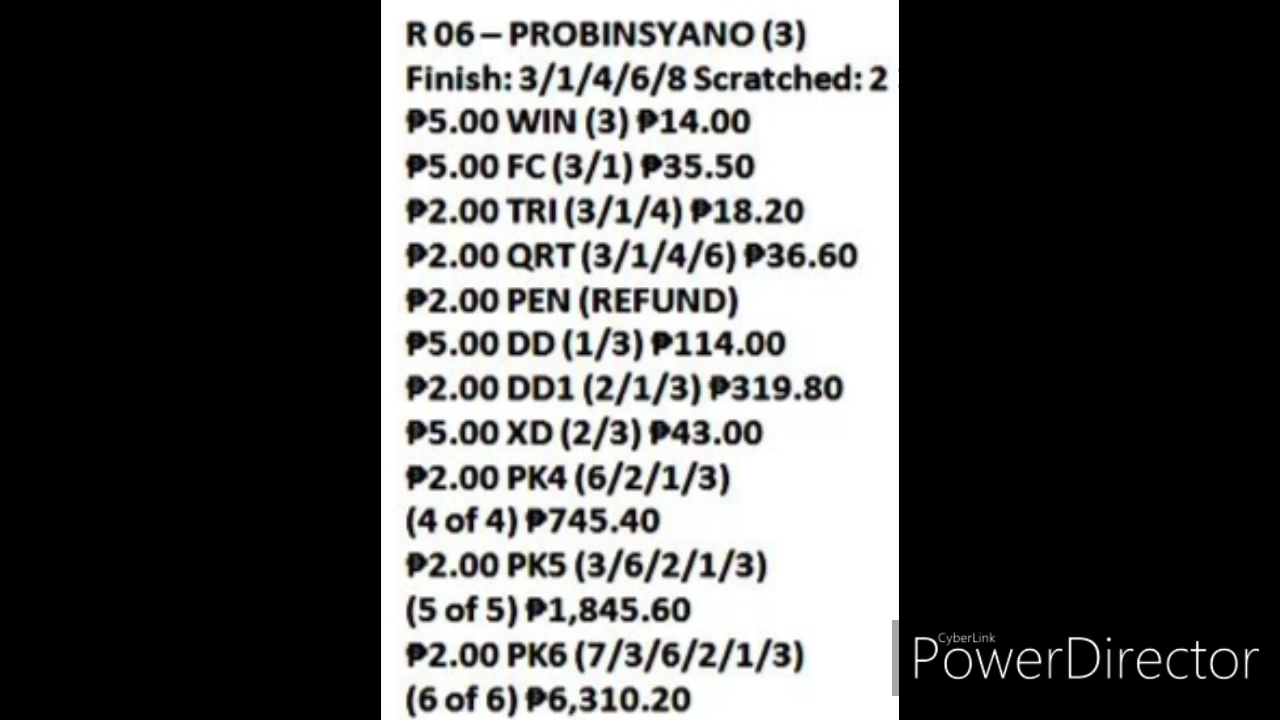 R 06 – PROBINSYANO (3)
Finish: 3/1/4/6/8 Scratched: 2
₱5.00 WIN (3) ₱14.00
₱5.00 FC (3/1) ₱35.50
₱2.00 TRI (3/1/4) ₱18.20
₱2.00 QRT (3/1/4/6) ₱36.60
₱2.00 PEN (REFUND)
₱5.00 DD (1/3) ₱114.00
₱2.00 DD1 (2/1/3) ₱319.80
₱5.00 XD (2/3) ₱43.00
₱2.00 PK4 (6/2/1/3)
(4 of 4) ₱745.40
₱2.00 PK5 (3/6/2/1/3)
(5 of 5) ₱1,845.60
₱2.00 PK6 (7/3/6/2/1/3)
(6 of 6) ₱6,310.20
CyberLink
PowerDirector